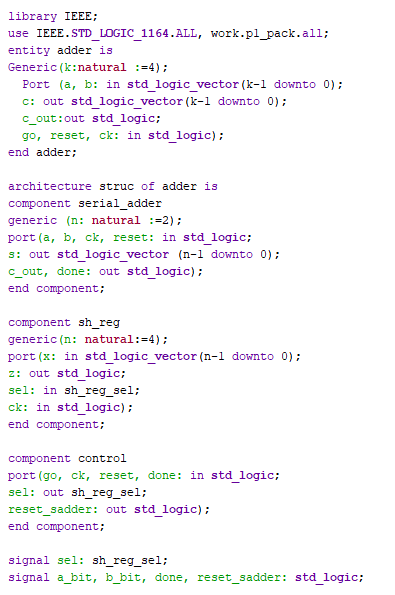 library IEEE;
use IEEE.STD_LOGIC_1164.ALL, work.p1_pack.all;
entity adder is
Generic(k:natural :=4);
Port (a, b: in std_logic_vector(k-1 downto 0);
c: out std_logic_vector(k-1 downto 0);
c_out:out std_logic;
go, reset, ck: in std_logic);
end adder;
architecture struc of adder is
component serial_adder
generic (n: natural :=2);
port(a, b, ck, reset: in std_logic;
s: out std_logic_vector (n-1 downto 0);
c_out, done: out std_logic);
end component;
component sh_reg
generic(n: natural:=4);
port(x: in std_logic_vector(n-1 downto 0);
z: out std_logic;
sel: in sh_reg_sel;
ck: in std_logic);
end component;
component control
port(go, ck, reset, done: in std_logic;
sel: out sh_reg_sel;
reset_sadder: out std_logic);
end component;
signal sel: sh_reg_sel;
signal a_bit, b_bit, done, reset_sadder: std_logic;